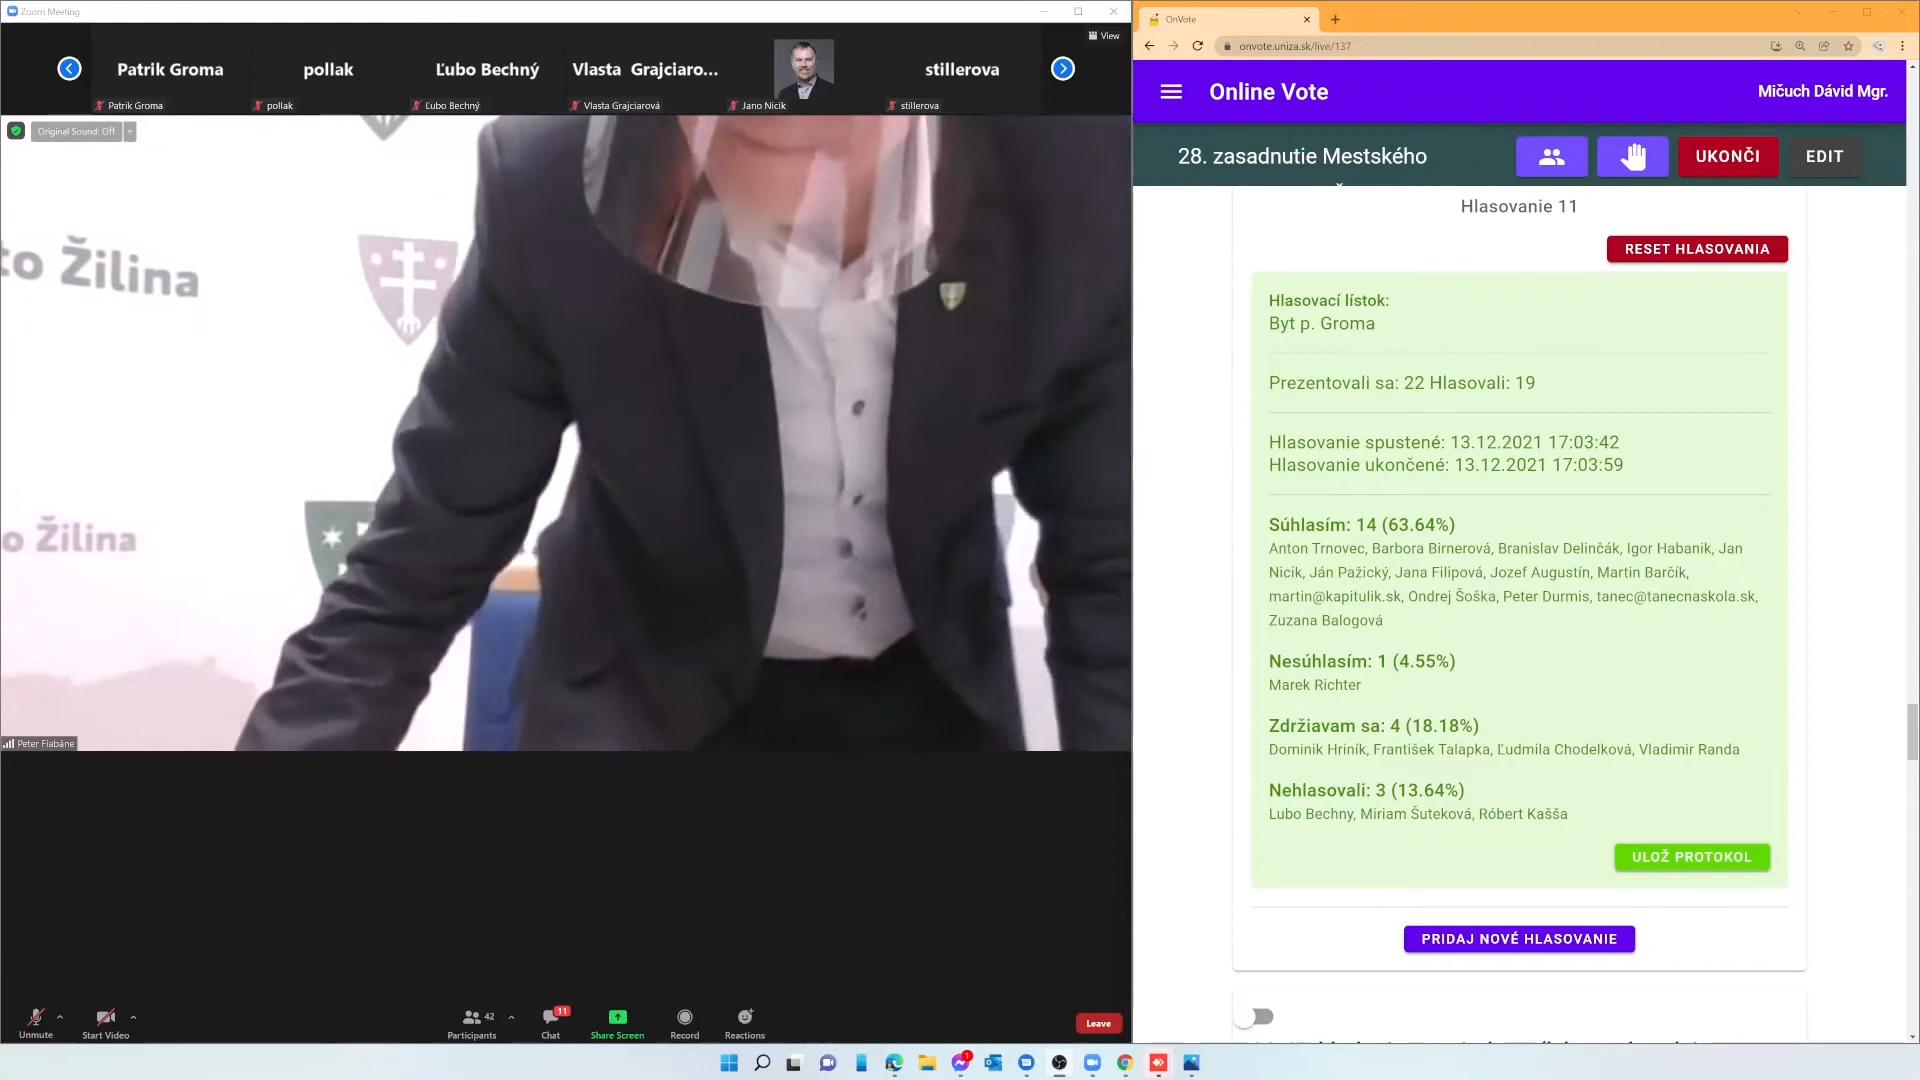 Zoom Meeting
View
Patrik Groma
pollak
Ľubo Bechný
Vlasta Grajciaro...
stillerova
Patrik Groma
pollak
Ľubo Bechný
Vlasta Grajciarová
Jano Nicík
stillerova
Original Sound: Off
to Žilina
o Žilina
Peter Fiabáne
Unmute
Start Video
42
Participants
11
Chat
Share Screen
Record
Reactions
Leave
OnVote
onvote.uniza.sk/live/137
Online Vote
Mičuch Dávid Mgr.
28. zasadnutie Mestského
UKONČI
EDIT
Hlasovanie 11
RESET HLASOVANIA
Hlasovací lístok:
Byt p. Groma
Prezentovali sa: 22 Hlasovali: 19
Hlasovanie spustené: 13.12.2021 17:03:42
Hlasovanie ukončené: 13.12.2021 17:03:59
Súhlasím: 14 (63.64%)
Anton Trnovec, Barbora Birnerová, Branislav Delinčák, Igor Habanik, Jan
Nicik, Ján Pažický, Jana Filipová, Jozef Augustín, Martin Barčík,
martin@kapitulik.sk, Ondrej Šoška, Peter Durmis, tanec@tanecnaskola.sk,
Zuzana Balogová
Nesúhlasím: 1 (4.55%)
Marek Richter
Zdržiavam sa: 4 (18.18%)
Dominik Hriník, František Talapka, Ľudmila Chodelková, Vladimir Randa
Nehlasovali: 3 (13.64%)
Lubo Bechny, Miriam Šuteková, Róbert Kašša
ULOŽ PROTOKOL
PRIDAJ NOVÉ HLASOVANIE
1